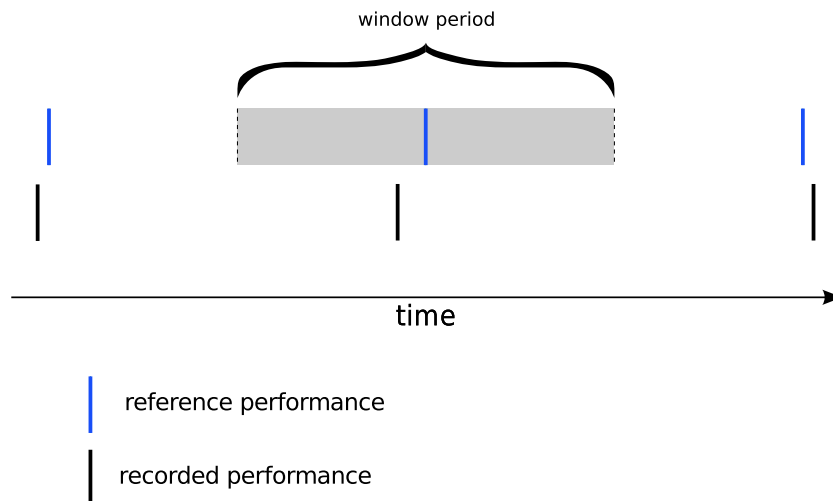 window period
time
reference performance
recorded performance